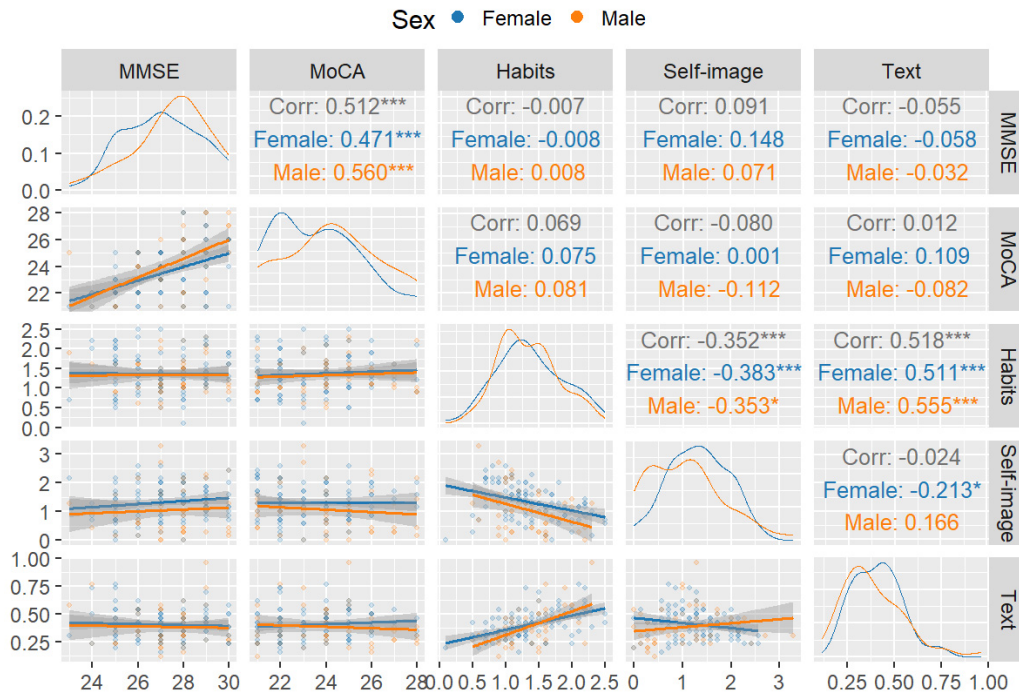 Sex Female Male
MMSE MoCA Habits Self-image Text
0.2 Corr: 0.512*** Corr: -0.007 Corr: 0.091 Corr: -0.055 MMSE
0.1 Female: 0.471*** Female: -0.008 Female: 0.148 Female: -0.058
0.0 Male: 0.560*** Male: 0.008 Male: 0.071 Male: -0.032
28 Corr: 0.069 Corr: -0.080 Corr: 0.012 MoCA
26 Female: 0.075 Female: 0.001 Female: 0.109
24
22 Male: 0.081 Male: -0.112 Male: -0.082
2.5 Corr: -0.352*** Corr: 0.518*** Habits
2.0
1.5 Female: -0.383*** Female: 0.511***
1.0
0.5 Male: -0.353* Male: 0.555***
0.0
3 Corr: -0.024 Self-image
2 Female: -0.213*
1 Male: 0.166
0
1.00 Text
0.75
0.50
0.25
24 26 28 30 22 24 26 28 0.0 0.5 1.0 1.5 2.0 2.5 0 1 2 3 0.25 0.50 0.75 1.00